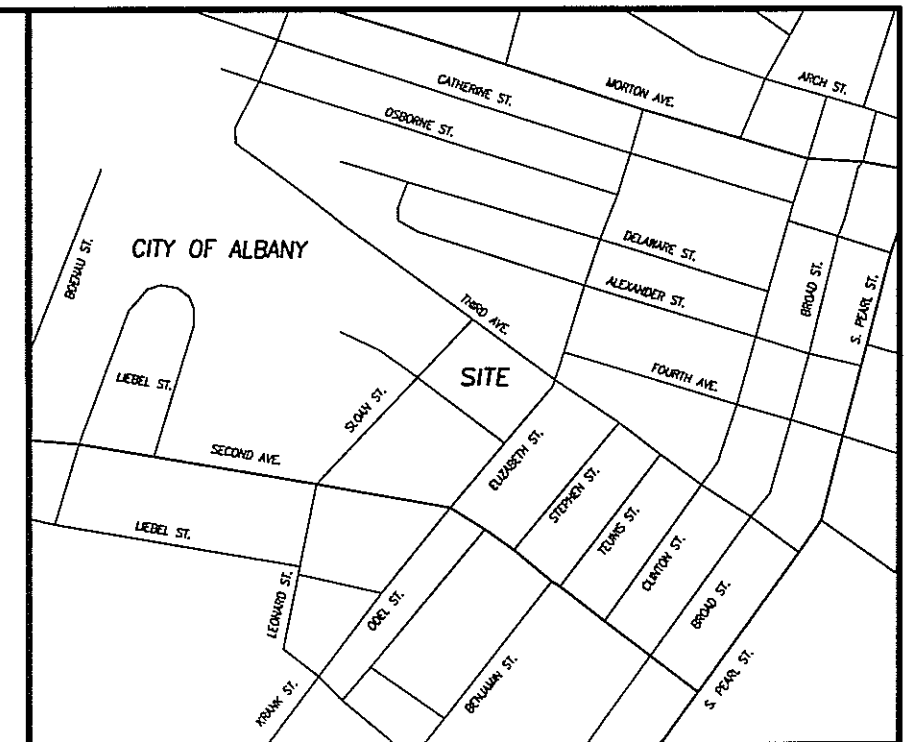 ARCH ST.
MORTON AVE.
CATHERINE ST.
OSBORNE ST.
CITY OF ALBANY
BOENAU ST.
DELAWARE ST.
ALEXANDER ST.
BROAD ST.
S. PEARL ST.
THIRD AVE.
SITE
FOURTH AVE.
LIEBEL ST.
SLOAN ST.
SECOND AVE.
ELIZABETH ST.
STEPHEN ST.
TEUNIS ST.
CLINTON ST.
LIEBEL ST.
LEONARD ST.
ODEL ST.
BROAD ST.
KRANK ST.
BENJAMIN ST.
S. PEARL ST.